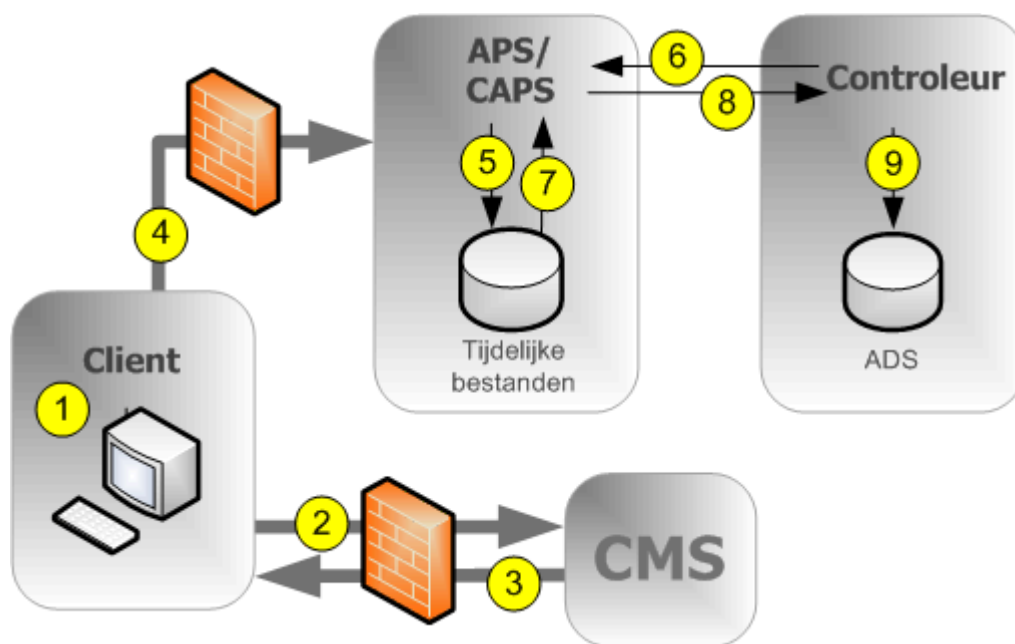 APS/
CAPS
6
Controleur
8
5
7
9
4
Tijdelijke
bestanden
ADS
Client
1
2
3
CMS